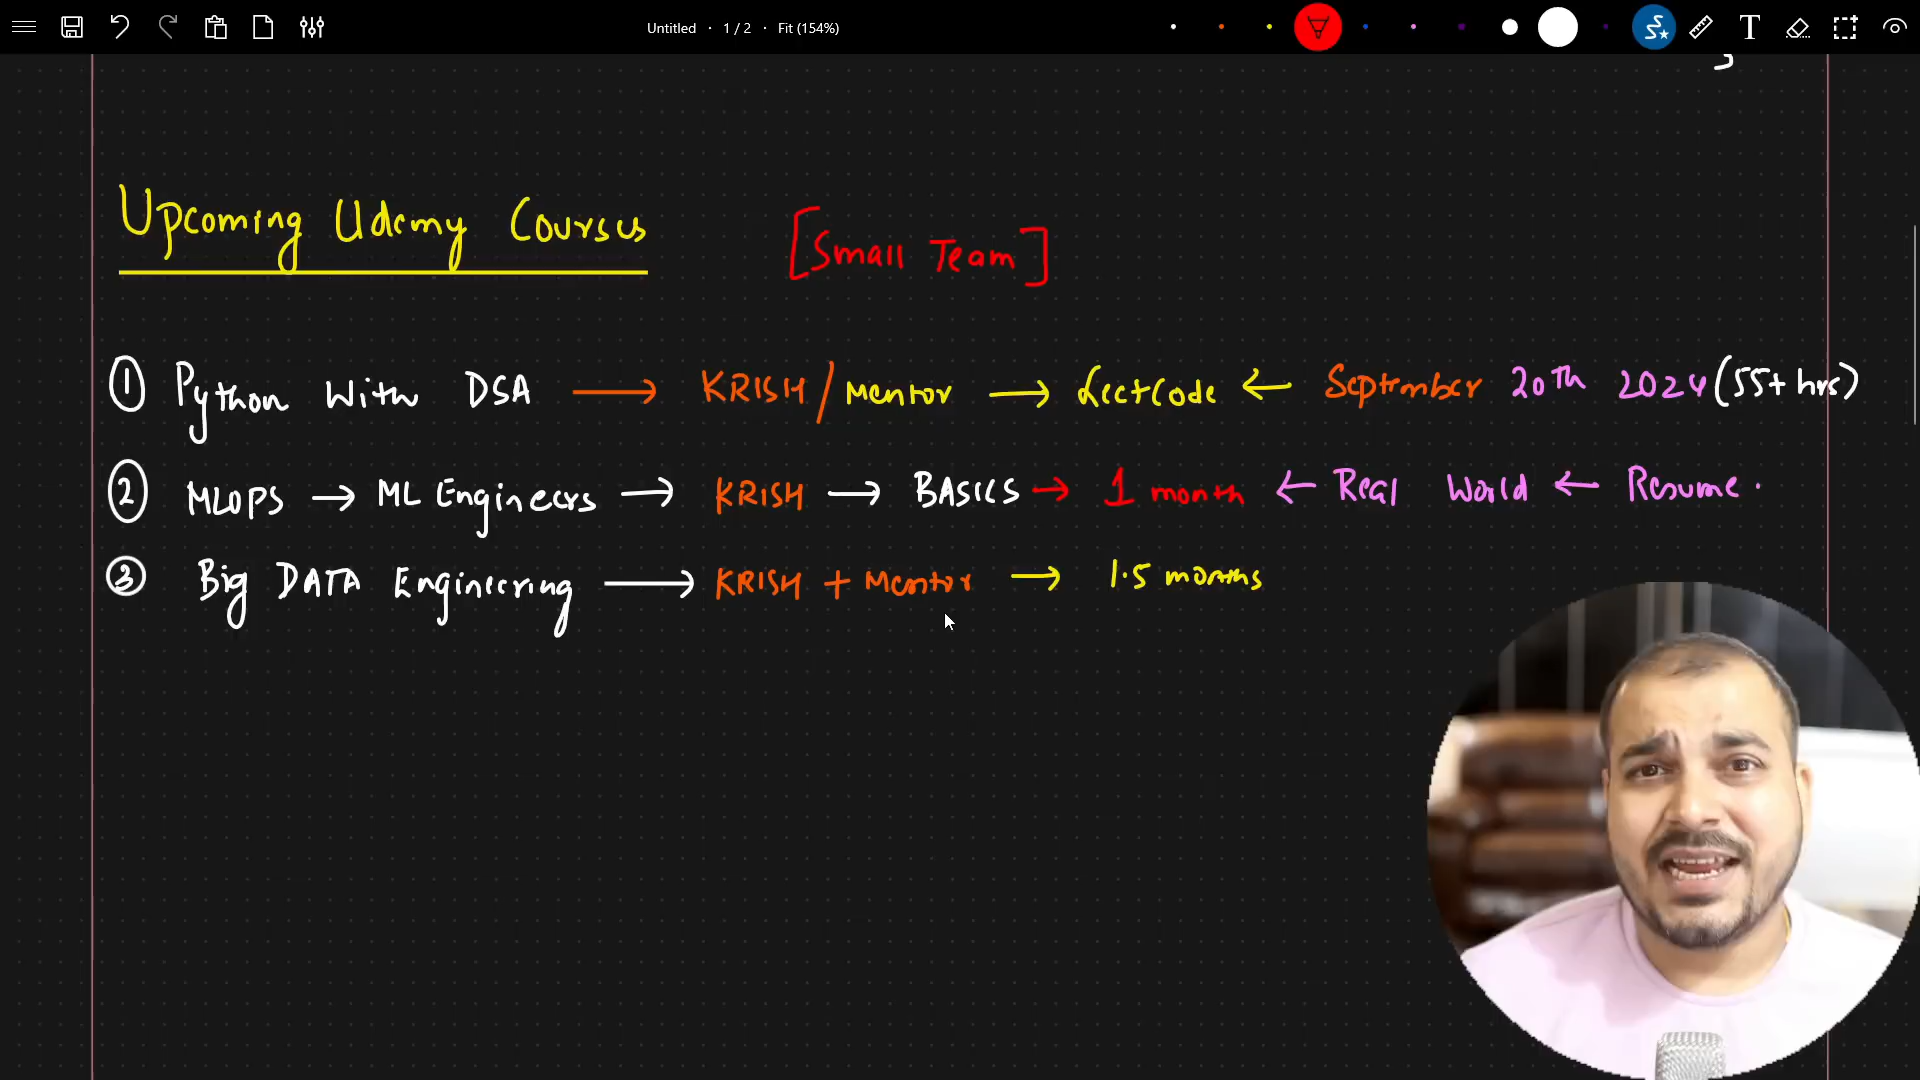 Untitled · 1 / 2 · Fit (154%)
Upcoming Udemy Courses
[Small Team]
① Python With DSA → KRISH / Mentor → LeetCode ← September 20th 2024 (55+ hrs)
② MLOPS → ML Engineers → KRISH → BASICS → 1 month ← Real World ← Resume .
③ Big DATA Engineering → KRISH + Mentor → 1.5 months